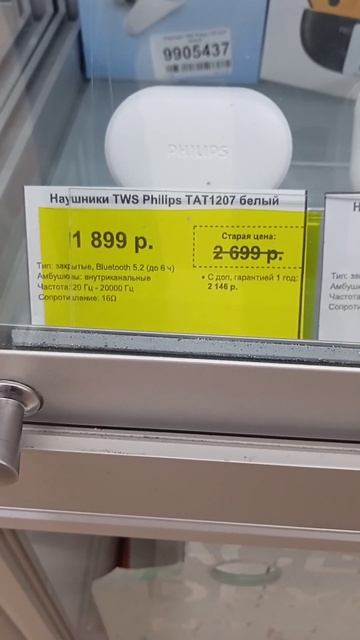 9905437
PHILIPS
Наушники TWS Philips TAT1207 белый
1 899 р.
Старая цена:
2 699 р.
Тип: закрытые, Bluetooth 5.2 (до 6 ч)
Амбушюры: внутриканальные
Частота: 20 Гц - 20000 Гц
Сопротивление: 16Ω
+ С доп. гарантией 1 год:
2 146 р.